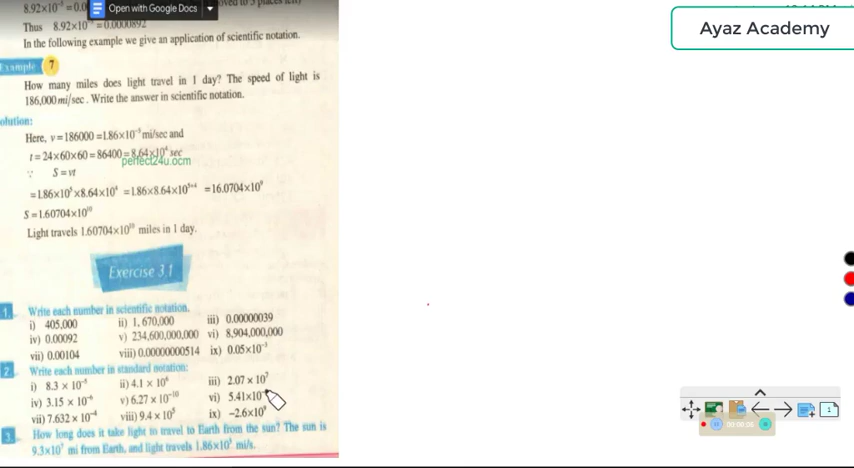 8.92×10⁻⁵ =0.0
Open with Google Docs
Ayaz Academy
Thus 8.92×10⁻⁵ =0.0000892
In the following example we give an application of scientific notation.
Example 7
How many miles does light travel in 1 day? The speed of light is
186,000 mi/sec. Write the answer in scientific notation.
olution:
Here, v=186000 =1.86×10⁻⁵ mi/sec and
t=24×60×60=86400=8.64×10⁴ sec
perfect24u.ocm
∵ S=vt
=1.86×10⁵×8.64×10⁴ =1.86×8.64×10⁵⁺⁴ =16.0704×10⁹
S=1.60704×10¹⁰
Light travels 1.60704×10¹⁰ miles in 1 day.
Exercise 3.1
1. Write each number in scientific notation.
i) 405,000 ii) 1,670,000 iii) 0.00000039
iv) 0.00092 v) 234,600,000,000 vi) 8,904,000,000
vii) 0.00104 viii) 0.00000000514 ix) 0.05×10⁻³
2. Write each number in standard notation:
i) 8.3 × 10⁻⁵ ii) 4.1 × 10⁶ iii) 2.07 × 10⁷
iv) 3.15 × 10⁻⁶ v) 6.27 × 10⁻¹⁰ vi) 5.41×10
vii) 7.632 × 10⁻⁴ viii) 9.4 × 10⁵ ix) −2.6×10⁹
3. How long does it take light to travel to Earth from the sun? The sun is
9.3×10⁷ mi from Earth, and light travels 1.86×10⁵ mi/s.
1